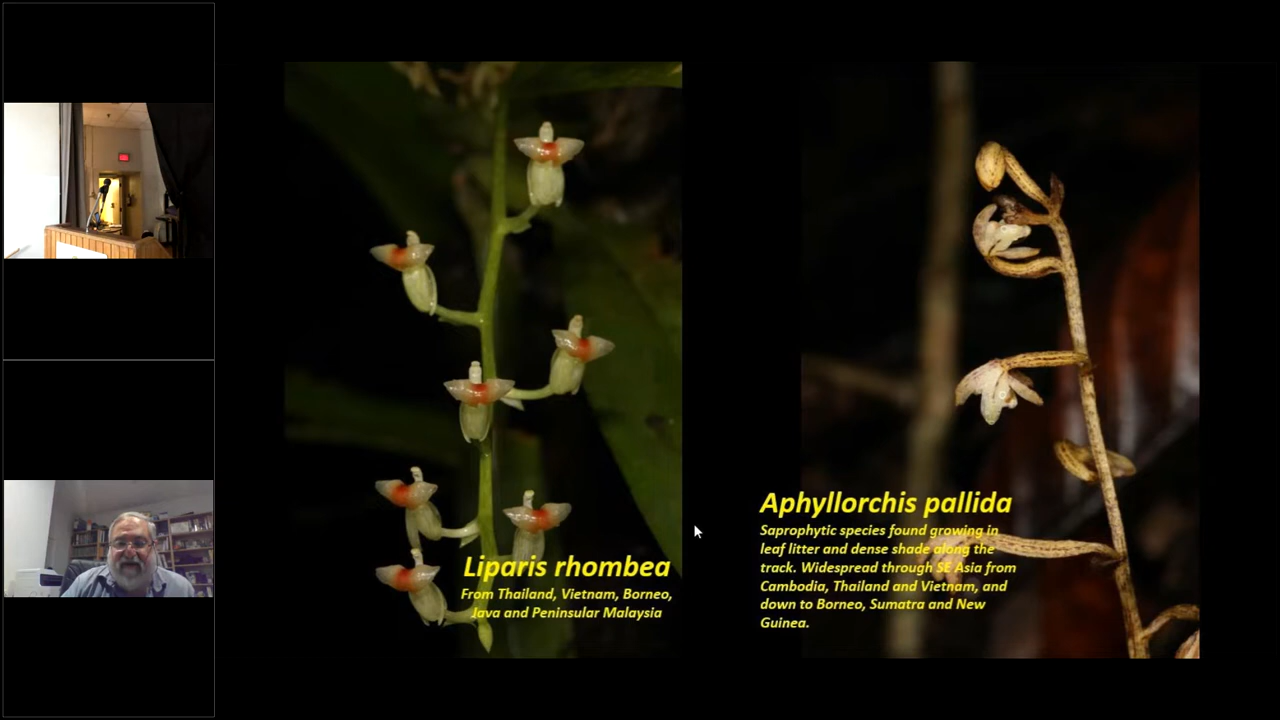 Liparis rhombea
From Thailand, Vietnam, Borneo,
Java and Peninsular Malaysia
Aphyllorchis pallida
Saprophytic species found growing in
leaf litter and dense shade along the
track. Widespread through SE Asia from
Cambodia, Thailand and Vietnam, and
down to Borneo, Sumatra and New
Guinea.